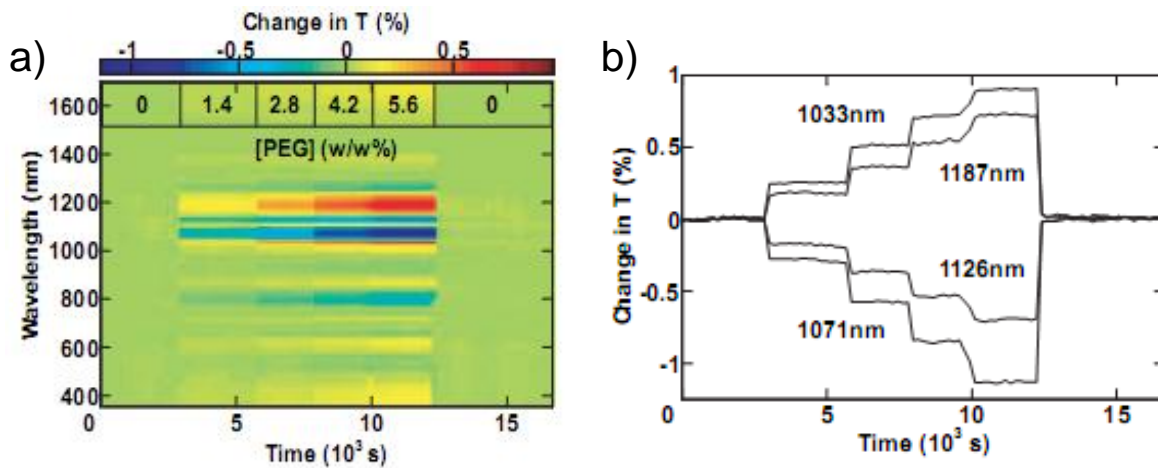 a)
Change in T (%)
-1 -0.5 0 0.5
0 1.4 2.8 4.2 5.6 0
[PEG] (w/w%)
Wavelength (nm)
1600
1400
1200
1000
800
600
400
0 5 10 15
Time (10³ s)
b)
Change in T (%)
1
0.5
0
-0.5
-1
1033nm
1187nm
1126nm
1071nm
0 5 10 15
Time (10³ s)